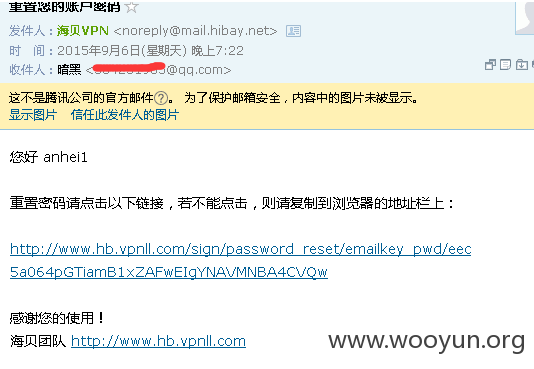 重置您的账户密码
发件人：海贝VPN <noreply@mail.hibay.net>
时 间：2015年9月6日(星期天) 晚上7:22
收件人：暗黑 @qq.com>
这不是腾讯公司的官方邮件。 为了保护邮箱安全，内容中的图片未被显示。
显示图片 信任此发件人的图片
您好 anhei1
重置密码请点击以下链接，若不能点击，则请复制到浏览器的地址栏上：
http://www.hb.vpnll.com/sign/password_reset/emailkey_pwd/eec
5a064pGTiamB1xZAFwEIgYNAVMNBA4CVQw
感谢您的使用！
海贝团队 http://www.hb.vpnll.com
www.wooyun.org